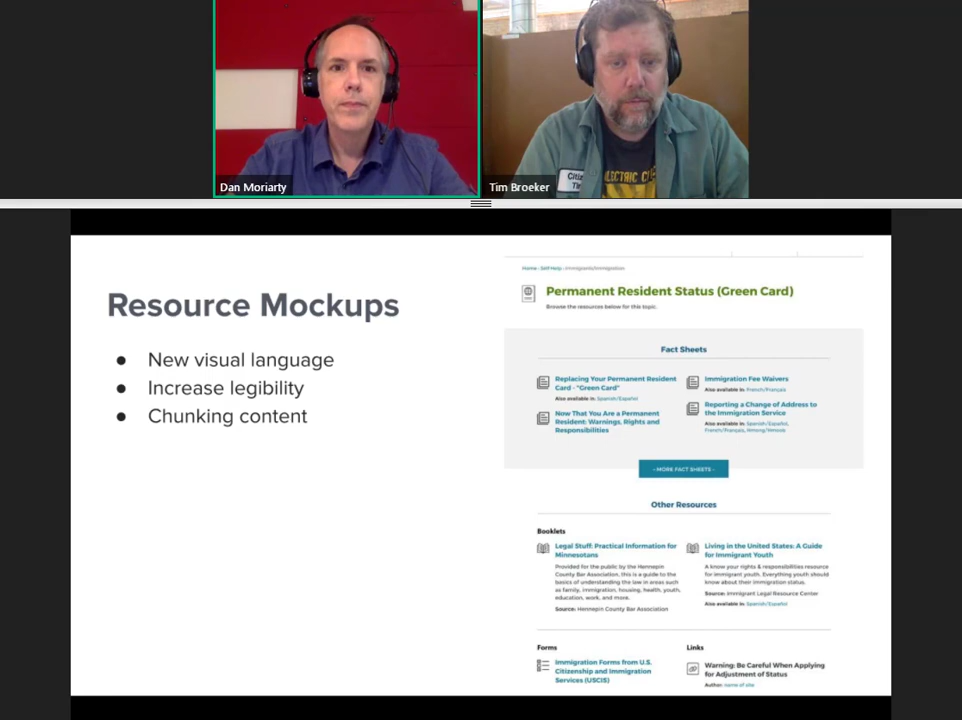 Dan Moriarty
Tim Broeker
Resource Mockups
● New visual language
● Increase legibility
● Chunking content
Home : Self-Help : Immigrants/Immigration
Permanent Resident Status (Green Card)
Browse the resources below for this topic.
Fact Sheets
Replacing Your Permanent Resident
Card - "Green Card"
Also available in: Spanish/Español
Now That You Are a Permanent
Resident: Warnings, Rights and
Responsibilities
Immigration Fee Waivers
Also available in: French/Français
Reporting a Change of Address to
the Immigration Service
Also available in: Spanish/Español,
French/Français, Hmong/Hmoob
- MORE FACT SHEETS -
Other Resources
Booklets
Legal Stuff: Practical Information for
Minnesotans
Provided for the public by the Hennepin
County Bar Association, this is a guide to the
basics of understanding the law in areas such
as family, immigration, housing, health, youth,
education, work, and more.
Source: Hennepin County Bar Association
Living in the United States: A Guide
for Immigrant Youth
A know your rights & responsibilities resource
for immigrant youth. Everything youth should
know about their immigration status.
Source: Immigrant Legal Resource Center
Also available in: Spanish/Español
Forms
Immigration Forms from U.S.
Citizenship and Immigration
Services (USCIS)
Links
Warning: Be Careful When Applying
for Adjustment of Status
Author: name of site